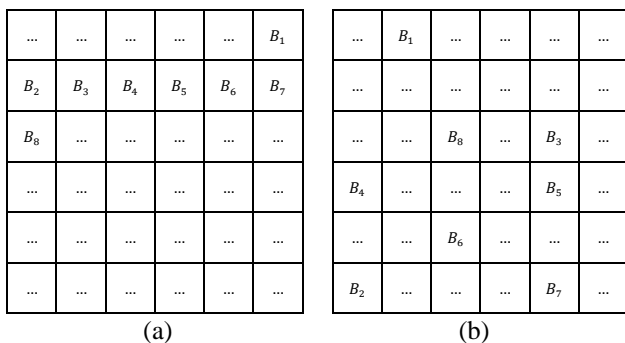 ... ... ... ... ... B₁
B₂ B₃ B₄ B₅ B₆ B₇
B₈ ... ... ... ... ...
... ... ... ... ... ...
... ... ... ... ... ...
... ... ... ... ... ...
(a)
... B₁ ... ... ... ...
... ... ... ... ... ...
... ... B₈ ... B₃ ...
B₄ ... ... ... B₅ ...
... ... B₆ ... ... ...
B₂ ... ... ... B₇ ...
(b)